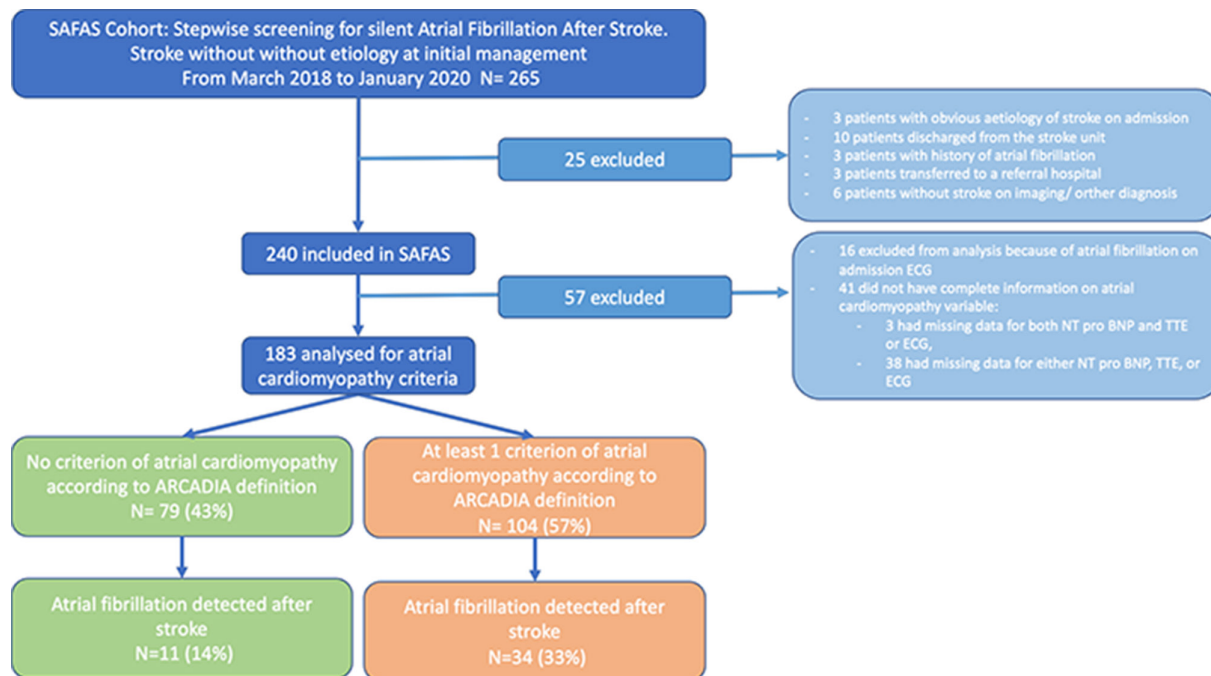 SAFAS Cohort: Stepwise screening for silent Atrial Fibrillation After Stroke.
Stroke without without etiology at initial management
From March 2018 to January 2020 N= 265
25 excluded
- 3 patients with obvious aetiology of stroke on admission
- 10 patients discharged from the stroke unit
- 3 patients with history of atrial fibrillation
- 3 patients transferred to a referral hospital
- 6 patients without stroke on imaging/ orther diagnosis
240 included in SAFAS
57 excluded
- 16 excluded from analysis because of atrial fibrillation on
admission ECG
- 41 did not have complete information on atrial
cardiomyopathy variable:
- 3 had missing data for both NT pro BNP and TTE
or ECG,
- 38 had missing data for either NT pro BNP, TTE, or
ECG
183 analysed for atrial
cardiomyopathy criteria
No criterion of atrial cardiomyopathy
according to ARCADIA definition
N= 79 (43%)
At least 1 criterion of atrial
cardiomyopathy according to
ARCADIA definition
N= 104 (57%)
Atrial fibrillation detected after
stroke
N=11 (14%)
Atrial fibrillation detected after
stroke
N=34 (33%)